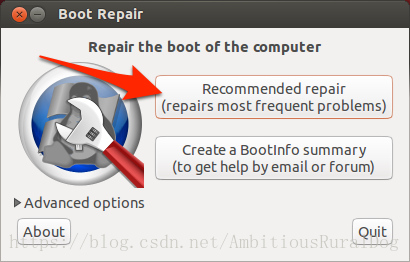 Boot Repair
Repair the boot of the computer
Recommended repair
(repairs most frequent problems)
Create a BootInfo summary
(to get help by email or forum)
Advanced options
About
Quit
https://blog.csdn.net/AmbitiousRuralDog